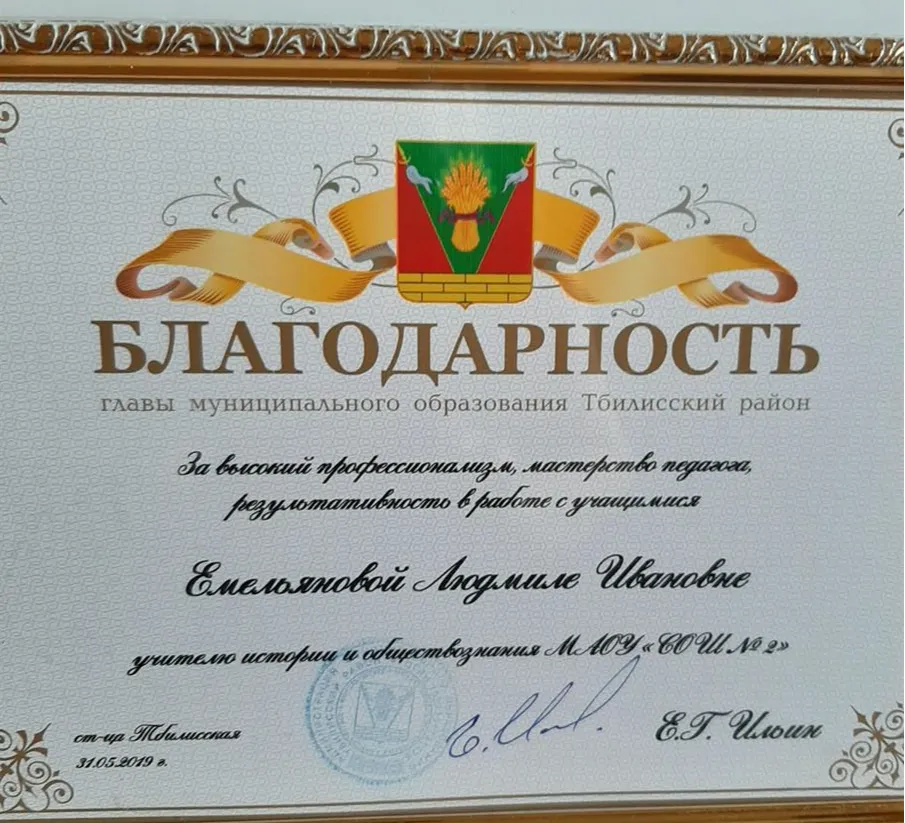 БЛАГОДАРНОСТЬ
главы муниципального образования Тбилисский район
За высокий профессионализм, мастерство педагога,
результативность в работе с учащимися
Емельяновой Людмиле Ивановне
учителю истории и обществознания МАОУ «СОШ № 2»
Е.Г. Ильин
ст-ца Тбилисская
31.05.2019 г.